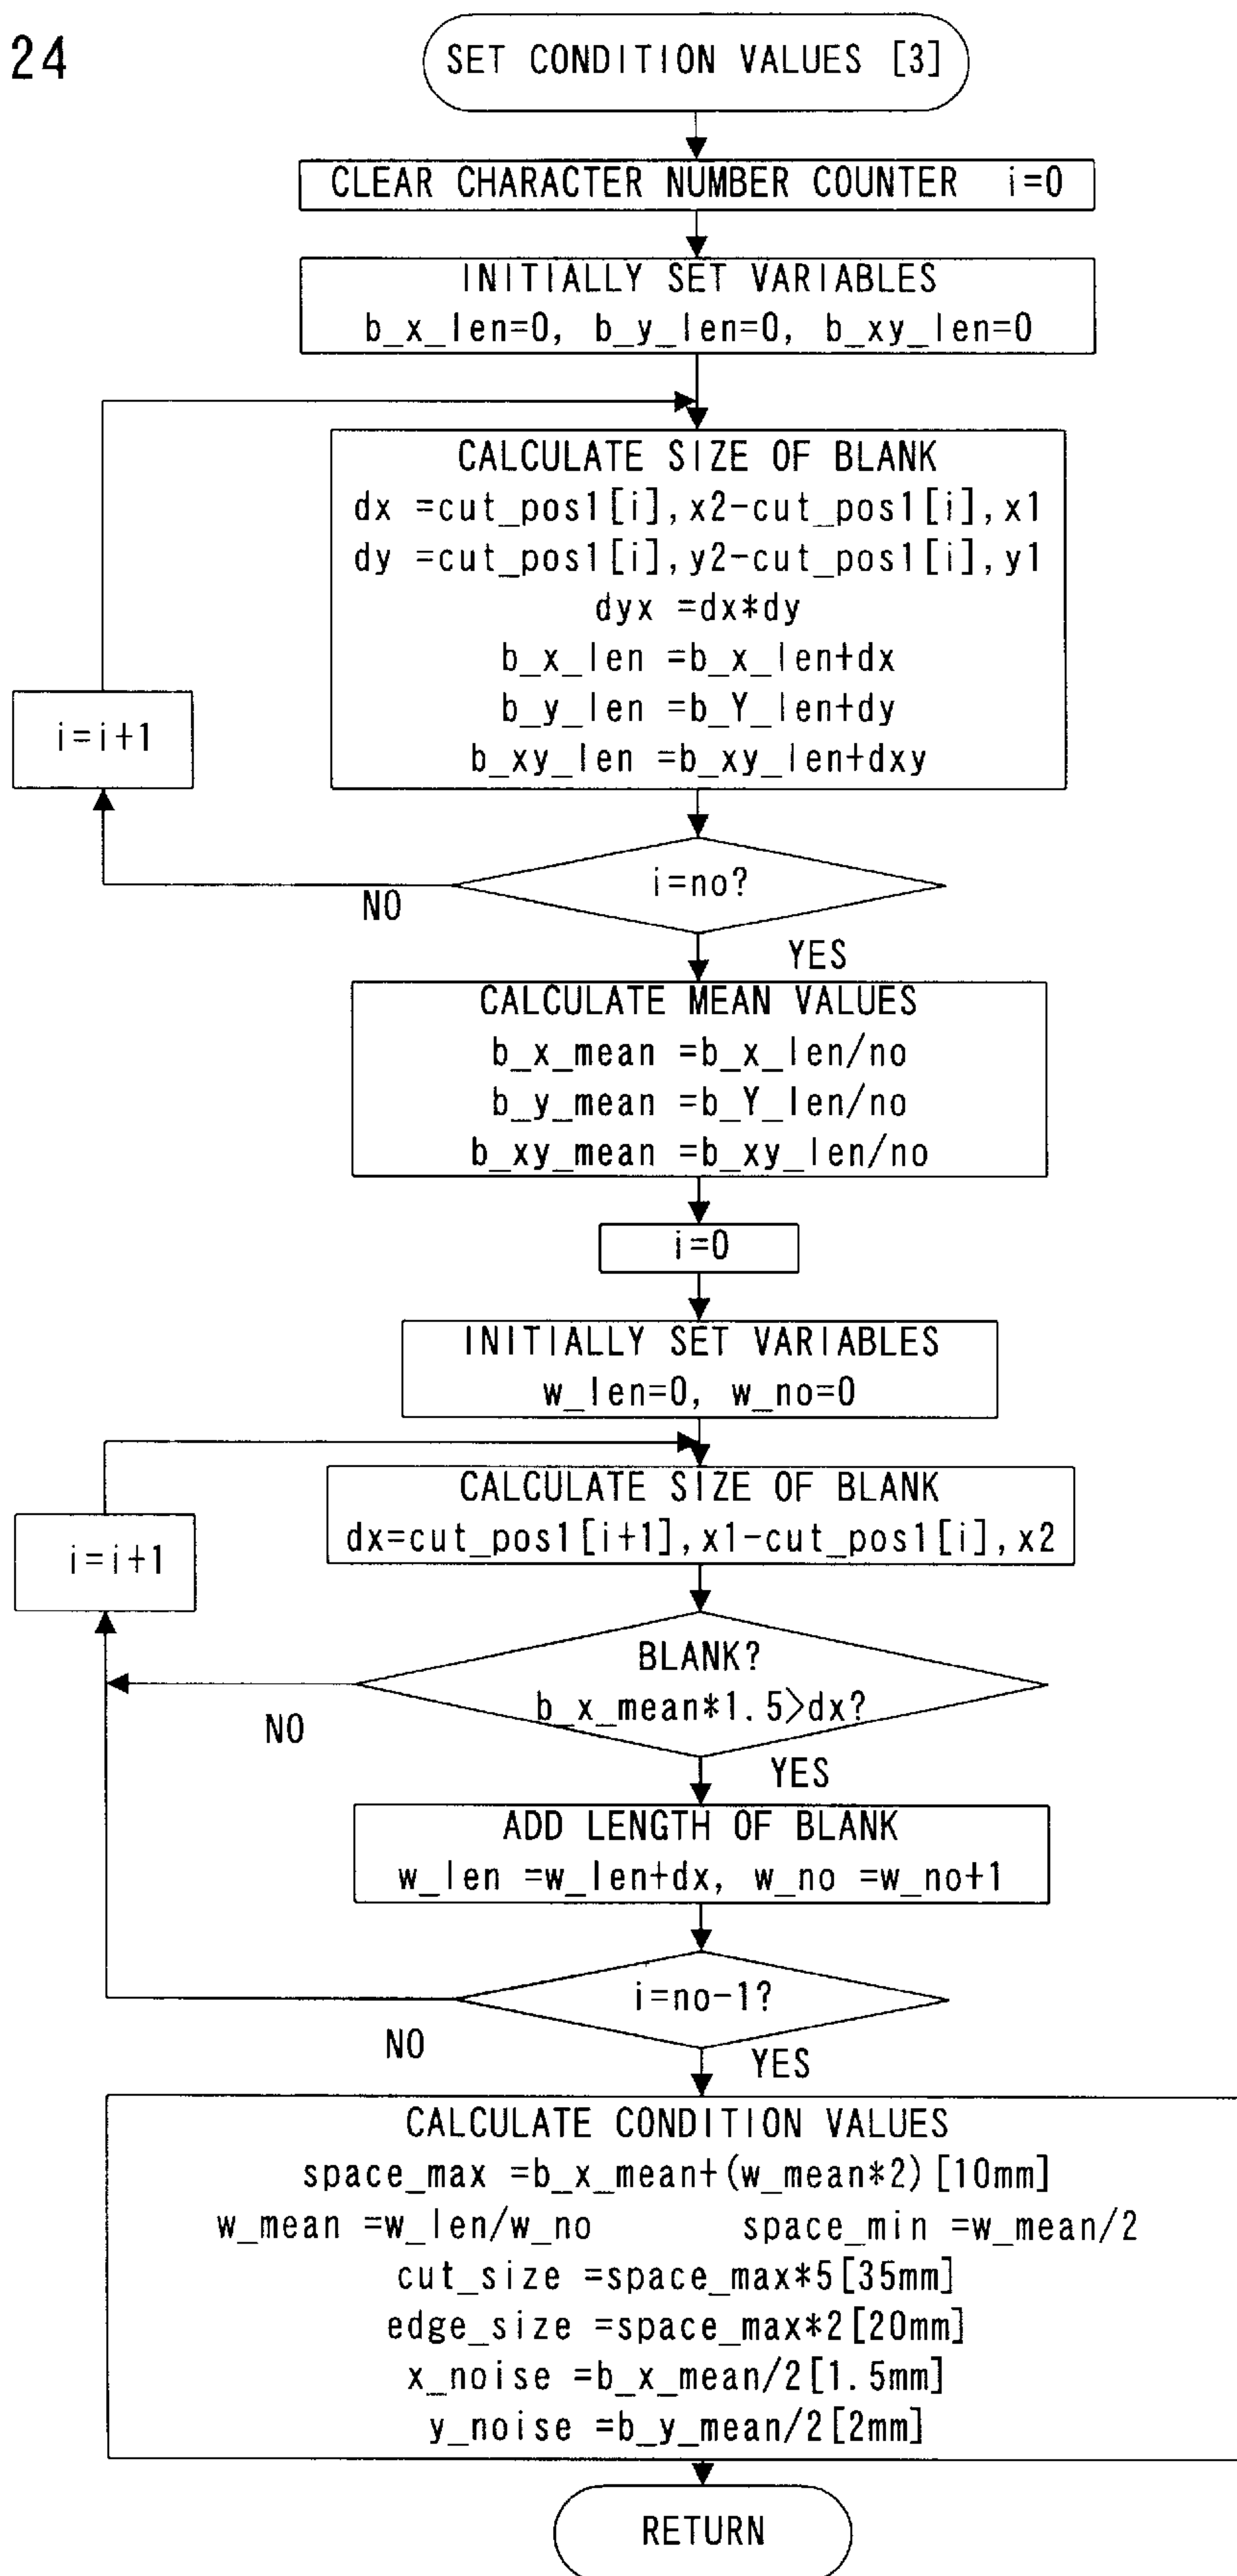 24
SET CONDITION VALUES [3]
CLEAR CHARACTER NUMBER COUNTER i=0
INITIALLY SET VARIABLES
b_x_len=0, b_y_len=0, b_xy_len=0
CALCULATE SIZE OF BLANK
dx =cut_pos1[i],x2-cut_pos1[i],x1
dy =cut_pos1[i],y2-cut_pos1[i],y1
dyx =dx*dy
b_x_len =b_x_len+dx
b_y_len =b_Y_len+dy
b_xy_len =b_xy_len+dxy
i=i+1
i=no?
NO
YES
CALCULATE MEAN VALUES
b_x_mean =b_x_len/no
b_y_mean =b_Y_len/no
b_xy_mean =b_xy_len/no
i=0
INITIALLY SET VARIABLES
w_len=0, w_no=0
CALCULATE SIZE OF BLANK
dx=cut_pos1[i+1],x1-cut_pos1[i],x2
i=i+1
BLANK?
b_x_mean*1.5>dx?
NO
YES
ADD LENGTH OF BLANK
w_len =w_len+dx, w_no =w_no+1
i=no-1?
NO
YES
CALCULATE CONDITION VALUES
space_max =b_x_mean+(w_mean*2)[10mm]
w_mean =w_len/w_no space_min =w_mean/2
cut_size =space_max*5[35mm]
edge_size =space_max*2[20mm]
x_noise =b_x_mean/2[1.5mm]
y_noise =b_y_mean/2[2mm]
RETURN